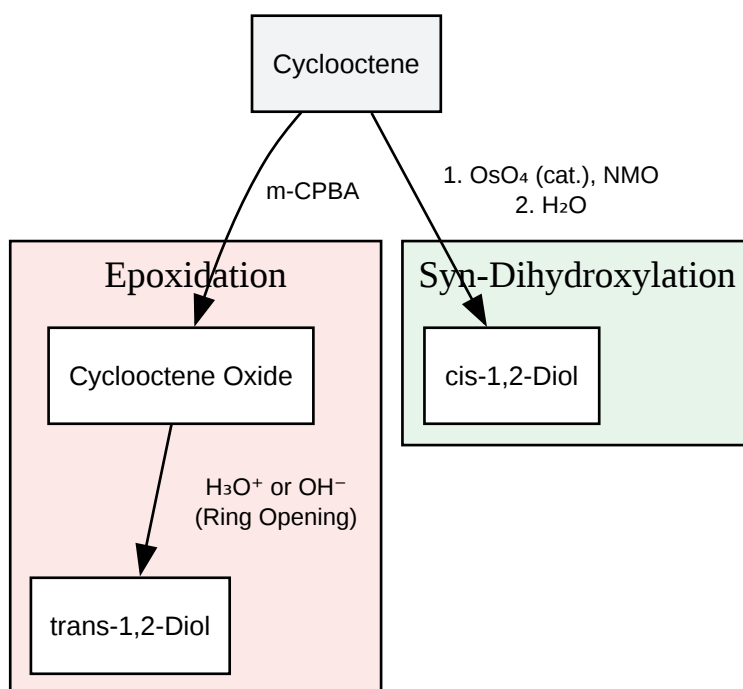 Cyclooctene
m-CPBA
1. OsO₄ (cat.), NMO
2. H₂O
Epoxidation
Syn-Dihydroxylation
Cyclooctene Oxide
cis-1,2-Diol
H₃O⁺ or OH⁻
(Ring Opening)
trans-1,2-Diol